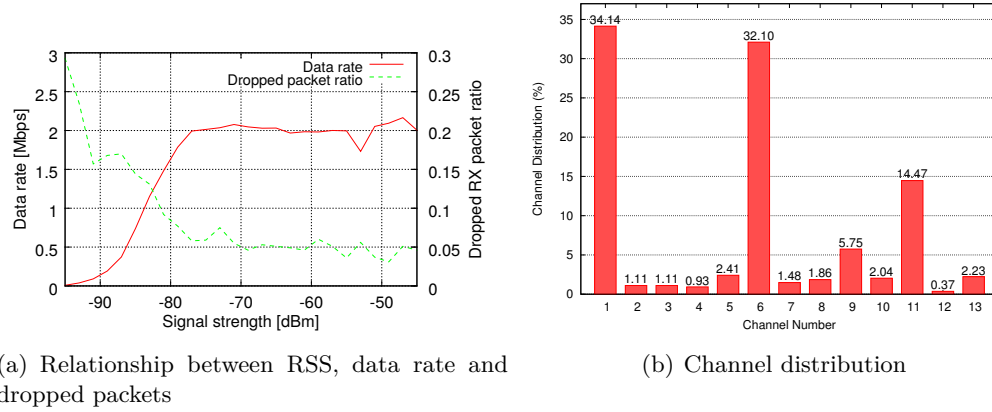 Data rate
Dropped packet ratio
3
2.5
2
1.5
1
0.5
0
Data rate [Mbps]
0.3
0.25
0.2
0.15
0.1
0.05
0
Dropped RX packet ratio
-90 -80 -70 -60 -50
Signal strength [dBm]
(a) Relationship between RSS, data rate and
dropped packets
35
30
25
20
15
10
5
0
Channel Distribution (%)
34.14 1.11 1.11 0.93 2.41 32.10 1.48 1.86 5.75 2.04 14.47 0.37 2.23
1 2 3 4 5 6 7 8 9 10 11 12 13
Channel Number
(b) Channel distribution